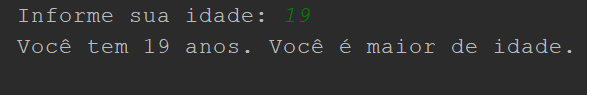 Informe sua idade: 19
Você tem 19 anos. Você é maior de idade.